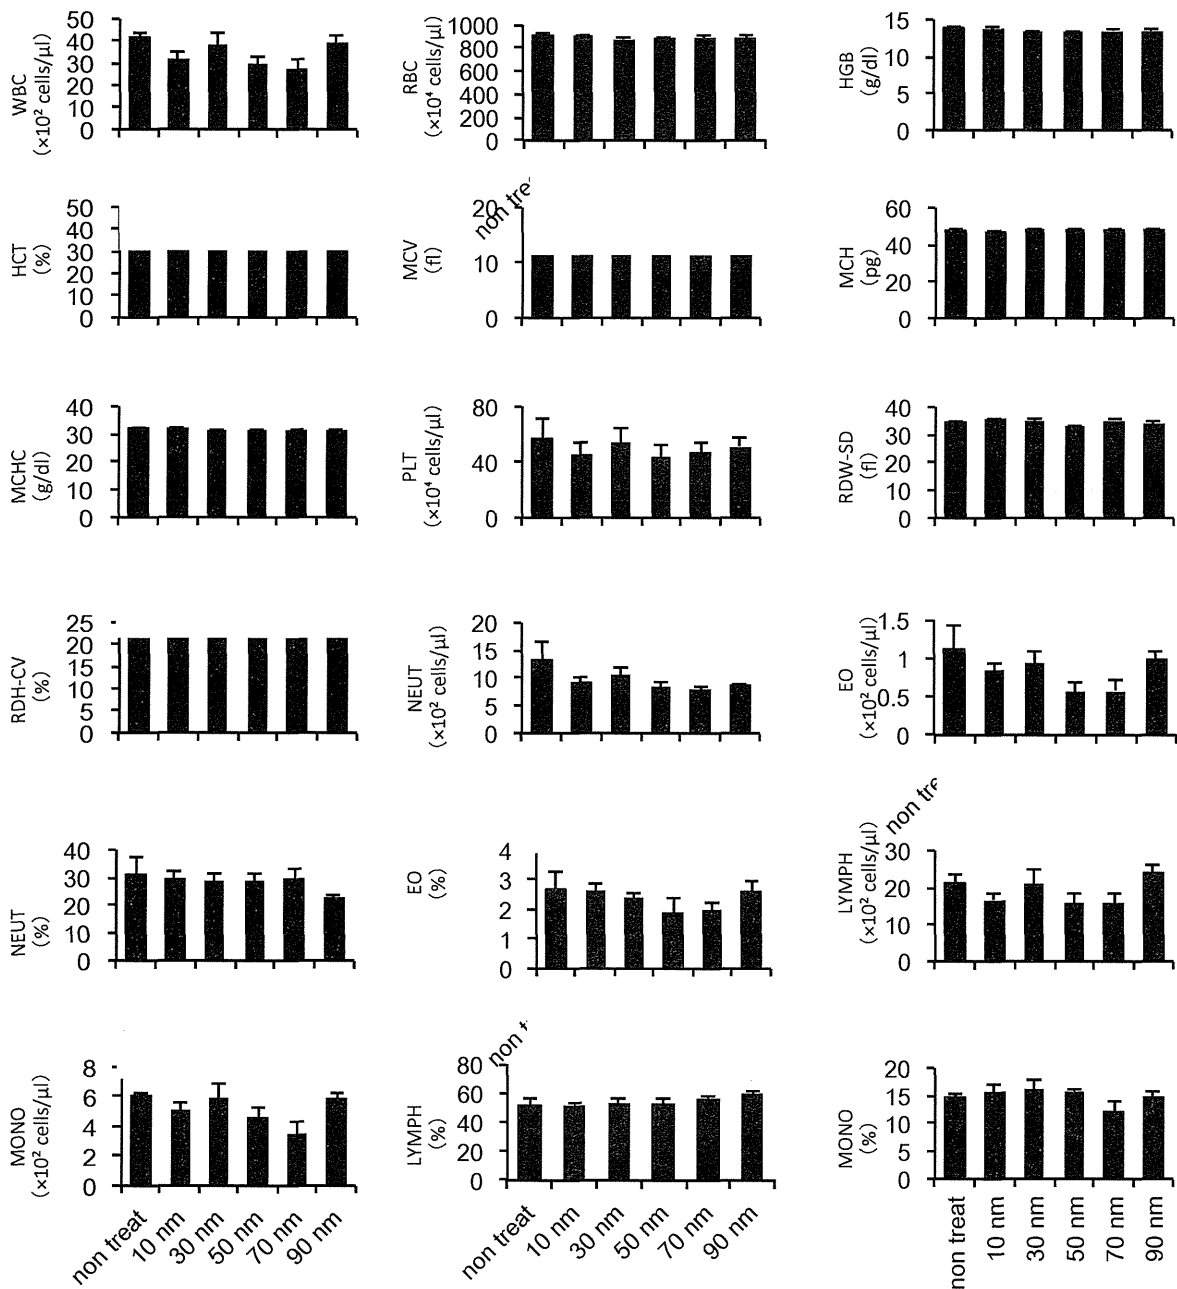 WBC
(×10² cells/μl)
50
40
30
20
10
0
RBC
(×10⁴ cells/μl)
1000
800
600
400
200
0
HGB
(g/dl)
15
10
5
0
HCT
(%)
50
40
30
20
10
0
MCV
(fl)
20
10
0
non tre
MCH
(pg)
60
40
20
0
MCHC
(g/dl)
40
30
20
10
0
PLT
(×10⁴ cells/μl)
80
40
0
RDW-SD
(fl)
40
30
20
10
0
RDH-CV
(%)
25
20
15
10
5
0
NEUT
(×10² cells/μl)
20
15
10
5
0
EO
(×10² cells/μl)
1.5
1
0.5
0
NEUT
(%)
40
30
20
10
0
EO
(%)
4
3
2
1
0
non tre
LYMPH
(×10² cells/μl)
30
20
10
0
MONO
(×10² cells/μl)
8
6
4
2
0
non t
LYMPH
(%)
80
60
40
20
0
MONO
(%)
20
15
10
5
0
non treat
10 nm
30 nm
50 nm
70 nm
90 nm
non treat
10 nm
30 nm
50 nm
70 nm
90 nm
non treat
10 nm
30 nm
50 nm
70 nm
90 nm